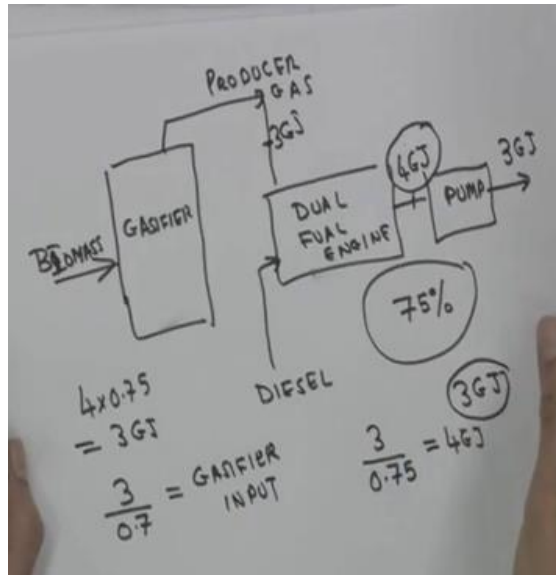 PRODUCER
GAS
3GJ
GASIFIER
BIOMASS
DUAL
FUAL
ENGINE
4GJ
PUMP
3GJ
75%
DIESEL
4x0.75
= 3GJ
3/0.7 = GASIFIER
INPUT
3GJ
3/0.75 = 4GJ